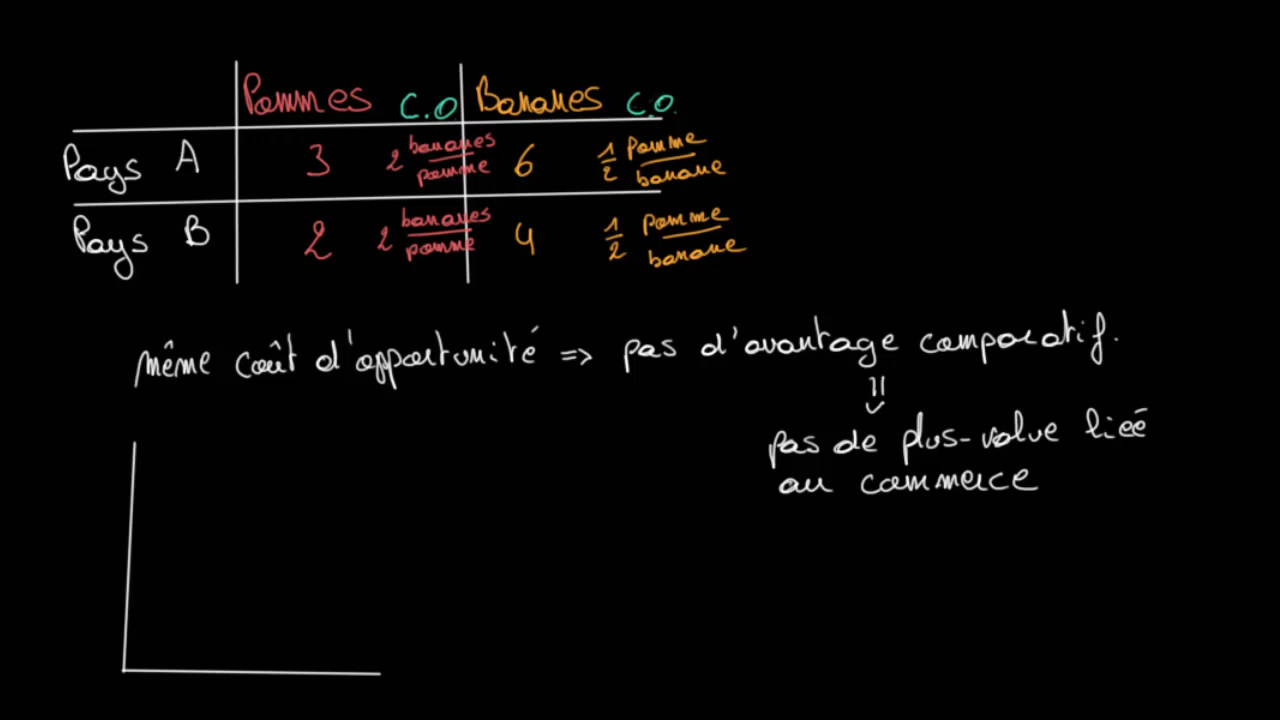 Pommes C.O Bananes C.O.
Pays A 3 2 bananes/pomme 6 1/2 pomme/banane
Pays B 2 2 bananes/pomme 4 1/2 pomme/banane
même coût d'opportunité => pas d'avantage comparatif.
pas de plus-value liée
au commerce